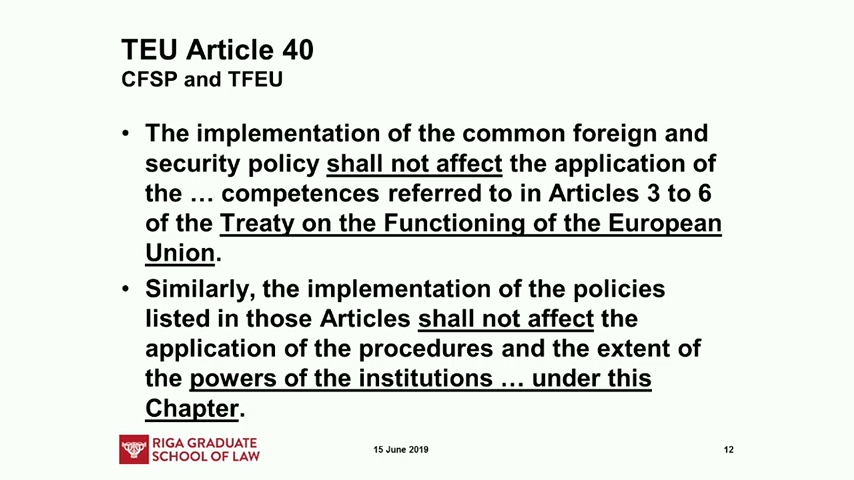 TEU Article 40
CFSP and TFEU
• The implementation of the common foreign and
security policy shall not affect the application of
the … competences referred to in Articles 3 to 6
of the Treaty on the Functioning of the European
Union.
• Similarly, the implementation of the policies
listed in those Articles shall not affect the
application of the procedures and the extent of
the powers of the institutions … under this
Chapter.
RIGA GRADUATE
SCHOOL OF LAW
15 June 2019
12